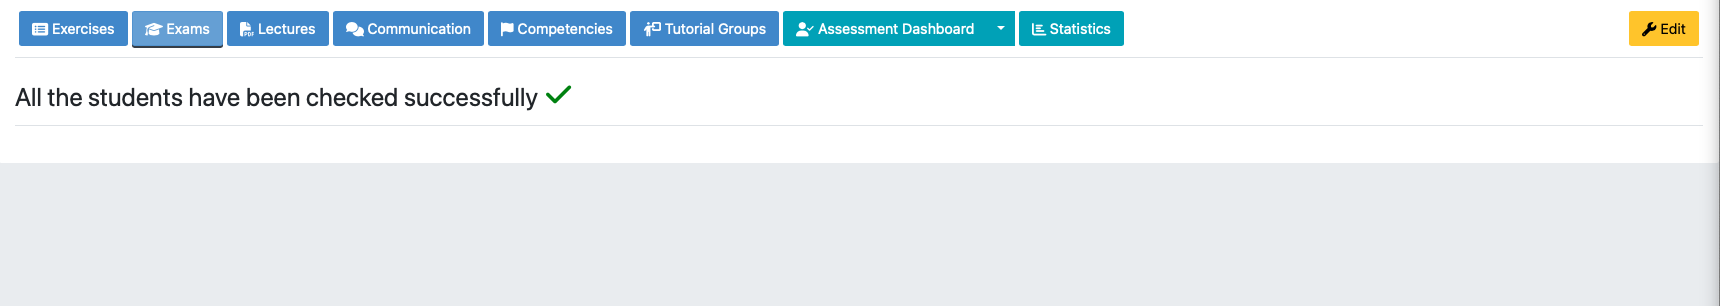 Exercises Exams Lectures Communication Competencies Tutorial Groups Assessment Dashboard Statistics Edit
All the students have been checked successfully